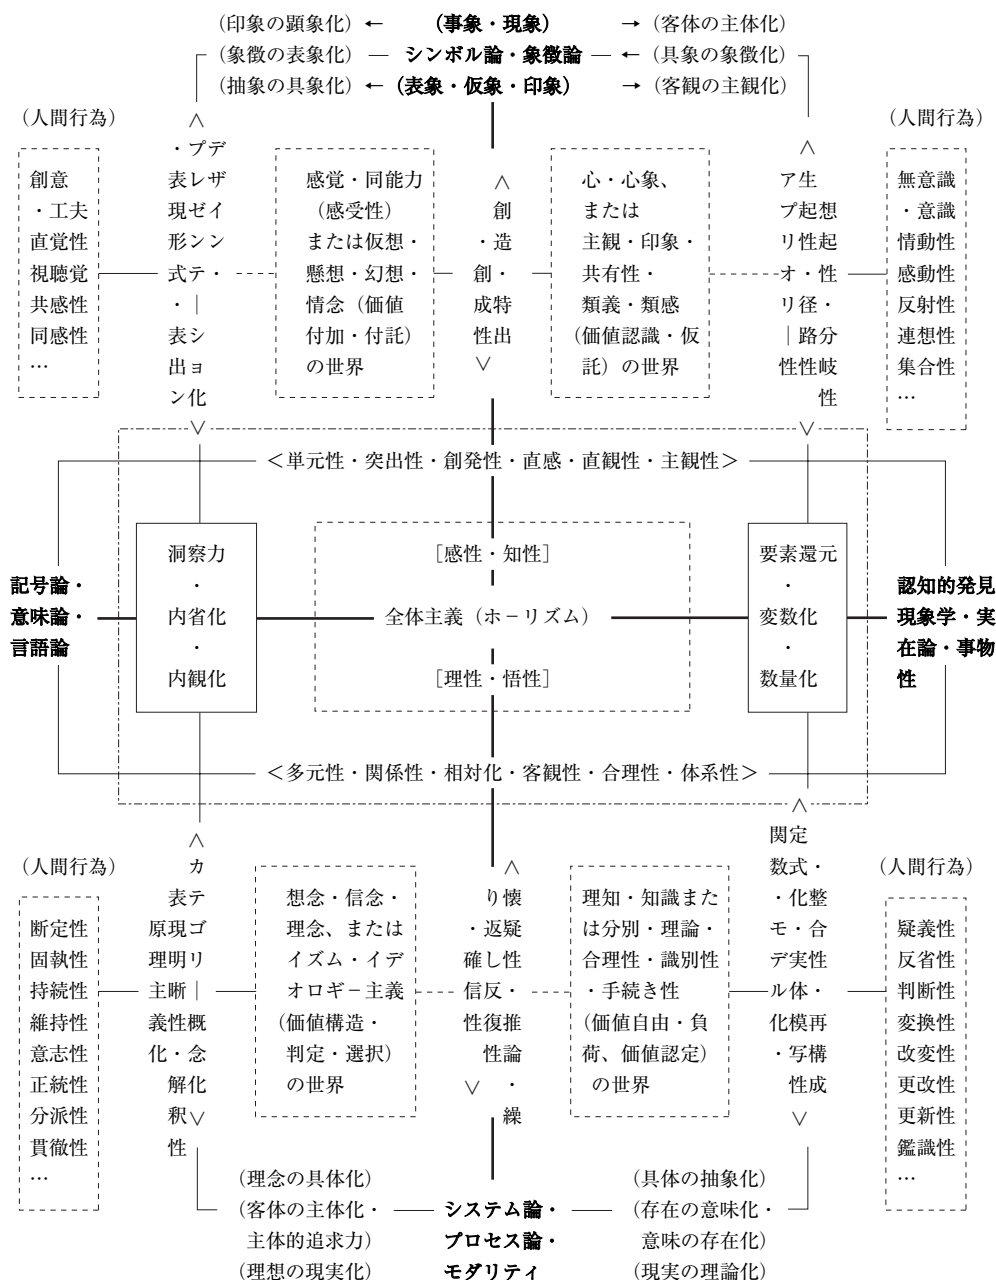 (印象の顕象化) ← (事象・現象) → (客体の主体化)
(象徴の表象化) — シンボル論・象徴論 — ← (具象の象徴化)
(抽象の具象化) ← (表象・仮象・印象) → (客観の主観化)
(人間行為)
創意
・工夫
直覚性
視聴覚
共感性
同感性
…
＜デザイン・表出化
・プレゼンテーション
表現形式・
＞
感覚・同能力
(感受性)
または仮想・
懸想・幻想・
情念（価値
付加・付託）
の世界
＜創造・特出
・創成性＞
心・心象、
または
主観・印象・
共有性・
類義・類感
(価値認識・仮
託）の世界
＜想起性・分岐性
生起性・径路性
アプリオリー性＞
(人間行為)
無意識
・意識
情動性
感動性
反射性
連想性
集合性
…
＜単元性・突出性・創発性・直感・直観性・主観性＞
記号論・
意味論・
言語論
洞察力
・
内省化
・
内観化
[感性・知性]
全体主義（ホ－リズム）
[理性・悟性]
要素還元
・
変数化
・
数量化
認知的発見
現象学・実
在論・事物
性
＜多元性・関係性・相対化・客観性・合理性・体系性＞
(人間行為)
断定性
固執性
持続性
維持性
意志性
正統性
分派性
貫徹性
…
＜カテゴリー概念化
表現明晰性・解釈性
原理主義化＞
想念・信念・
理念、または
イズム・イデ
オロギ－主義
(価値構造・
判定・選択）
の世界
＜懐疑性・推論・繰
り返し反復性
・確信性＞
理知・知識また
は分別・理論・
合理性・識別性
・手続き性
(価値自由・負
荷、価値認定）
の世界
＜定式・整合性・再構成
関数化・実体模写性
・モデル化・＞
(人間行為)
疑義性
反省性
判断性
変換性
改変性
更改性
更新性
鑑識性
…
(理念の具体化)
(客体の主体化・
主体的追求力)
(理想の現実化)
システム論・
プロセス論・
モダリティ
(具体の抽象化)
(存在の意味化・
意味の存在化)
(現実の理論化)